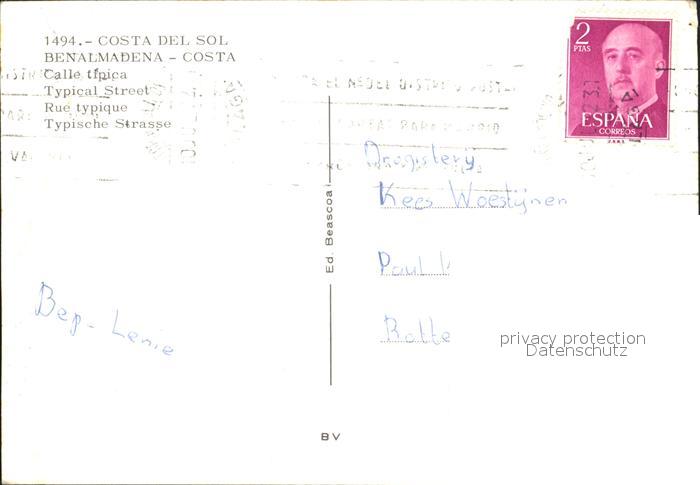 1494.- COSTA DEL SOL
BENALMADENA - COSTA
Calle típica
Typical Street
Rue typique
Typische Strasse
2
PTAS
ESPAÑA
CORREOS
Ed. Beascoa
Drogistery
Kees Woestijnen
Paul
Rotte
Bep - Lenie
privacy protection
Datenschutz
BV